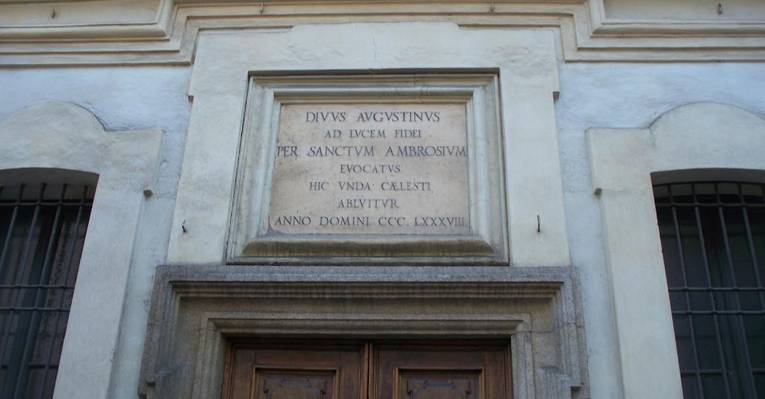 DIVVS AVGVSTINVS
AD LVCEM FIDEI
PER SANCTVM AMBROSIVM
EVOCATVS
HIC VNDA CÆLESTI
ABLVITVR
ANNO DOMINI CCC. LXXXVIII